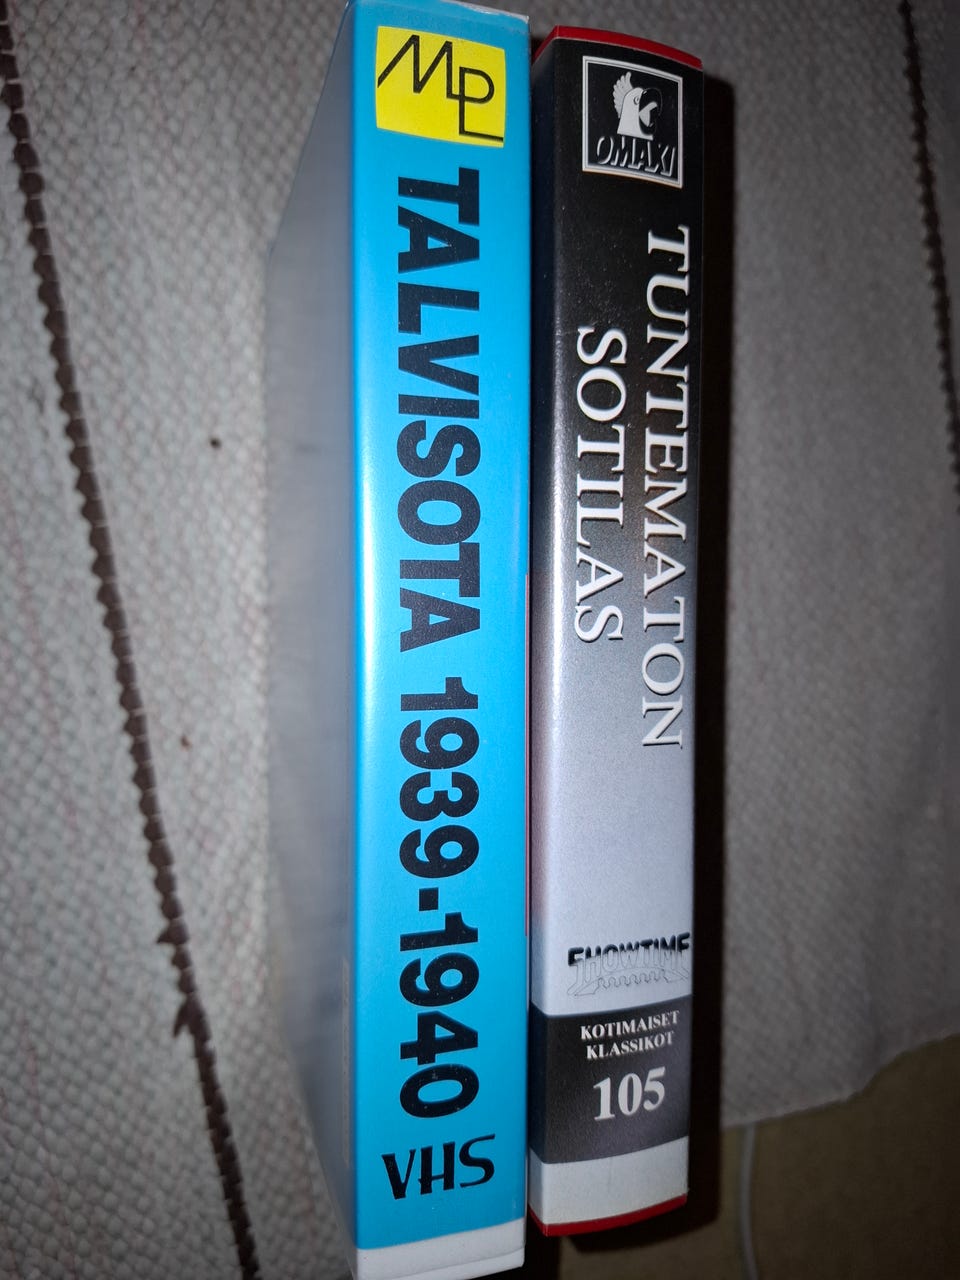 MPL
TALVISOTA 1939-1940
VHS
OMAXI
TUNTEMATON
SOTILAS
SHOWTIME
KOTIMAISET
KLASSIKOT
105